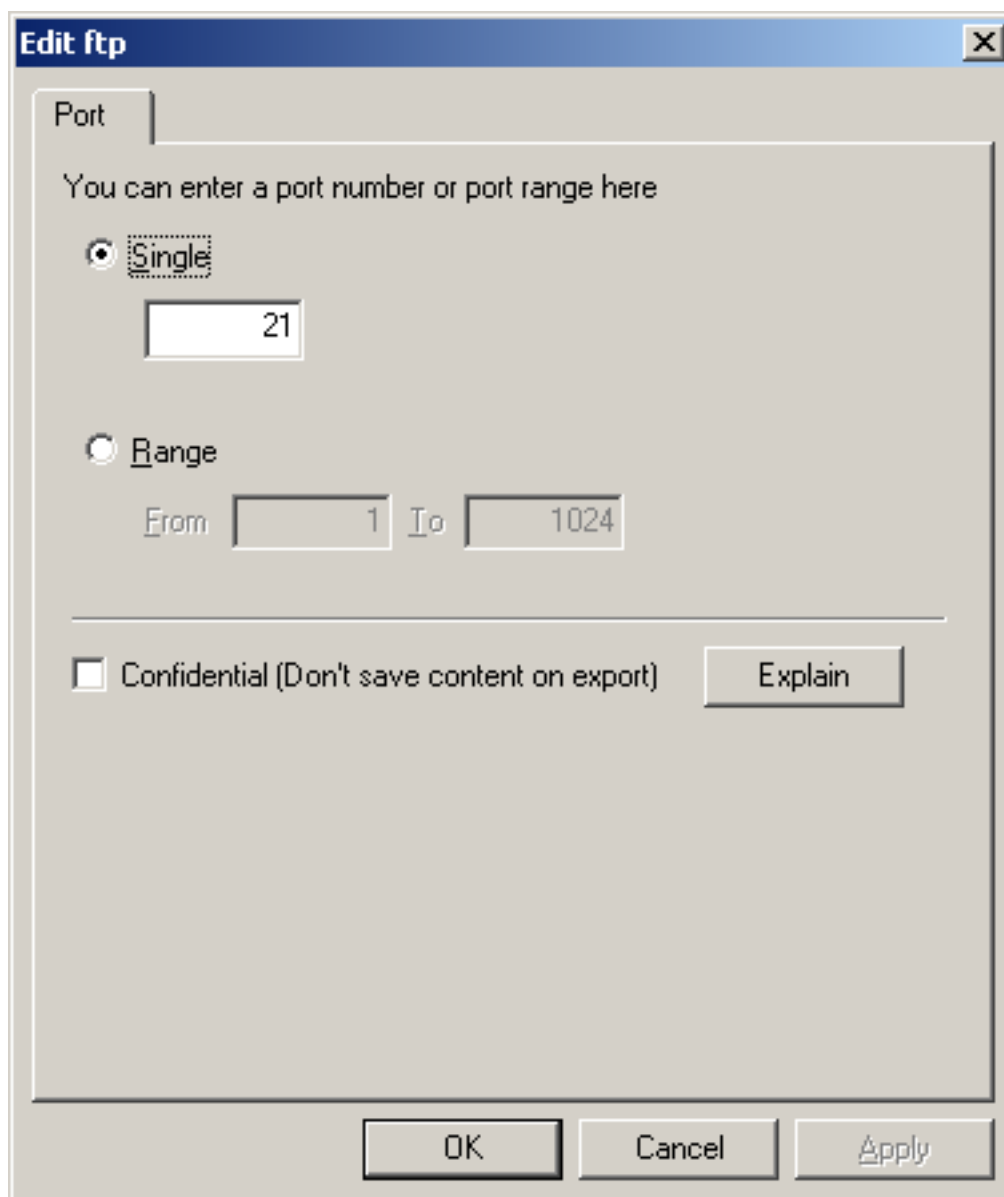 Edit ftp
Port
You can enter a port number or port range here
Single
21
Range
From 1 To 1024
Confidential (Don't save content on export) Explain
OK Cancel Apply